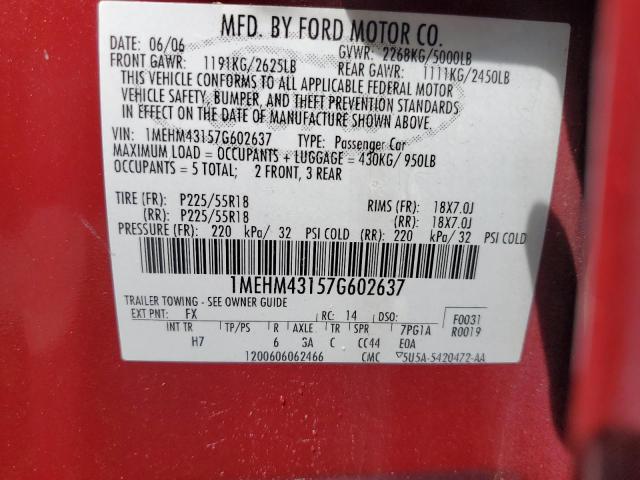 MFD. BY FORD MOTOR CO.
DATE: 06/06 GVWR: 2268KG/5000LB
FRONT GAWR: 1191KG/2625LB REAR GAWR: 1111KG/2450LB
THIS VEHICLE CONFORMS TO ALL APPLICABLE FEDERAL MOTOR
VEHICLE SAFETY, BUMPER, AND THEFT PREVENTION STANDARDS
IN EFFECT ON THE DATE OF MANUFACTURE SHOWN ABOVE.
VIN: 1MEHM43157G602637 TYPE: Passenger Car
MAXIMUM LOAD = OCCUPANTS + LUGGAGE = 430KG/ 950LB
OCCUPANTS = 5 TOTAL; 2 FRONT, 3 REAR
TIRE (FR): P225/55R18 RIMS (FR): 18X7.0J
(RR): P225/55R18 (RR): 18X7.0J
PRESSURE (FR): 220 kPa/ 32 PSI COLD (RR): 220 kPa/ 32 PSI COLD
1MEHM43157G602637
TRAILER TOWING - SEE OWNER GUIDE
EXT PNT: FX RC: 14 DSO: F0031
INT TR TP/PS R AXLE TR SPR 7PG1A R0019
H7 6 GA C CC44 EOA
1200606062466 CMC ▽5U5A-5420472-AA